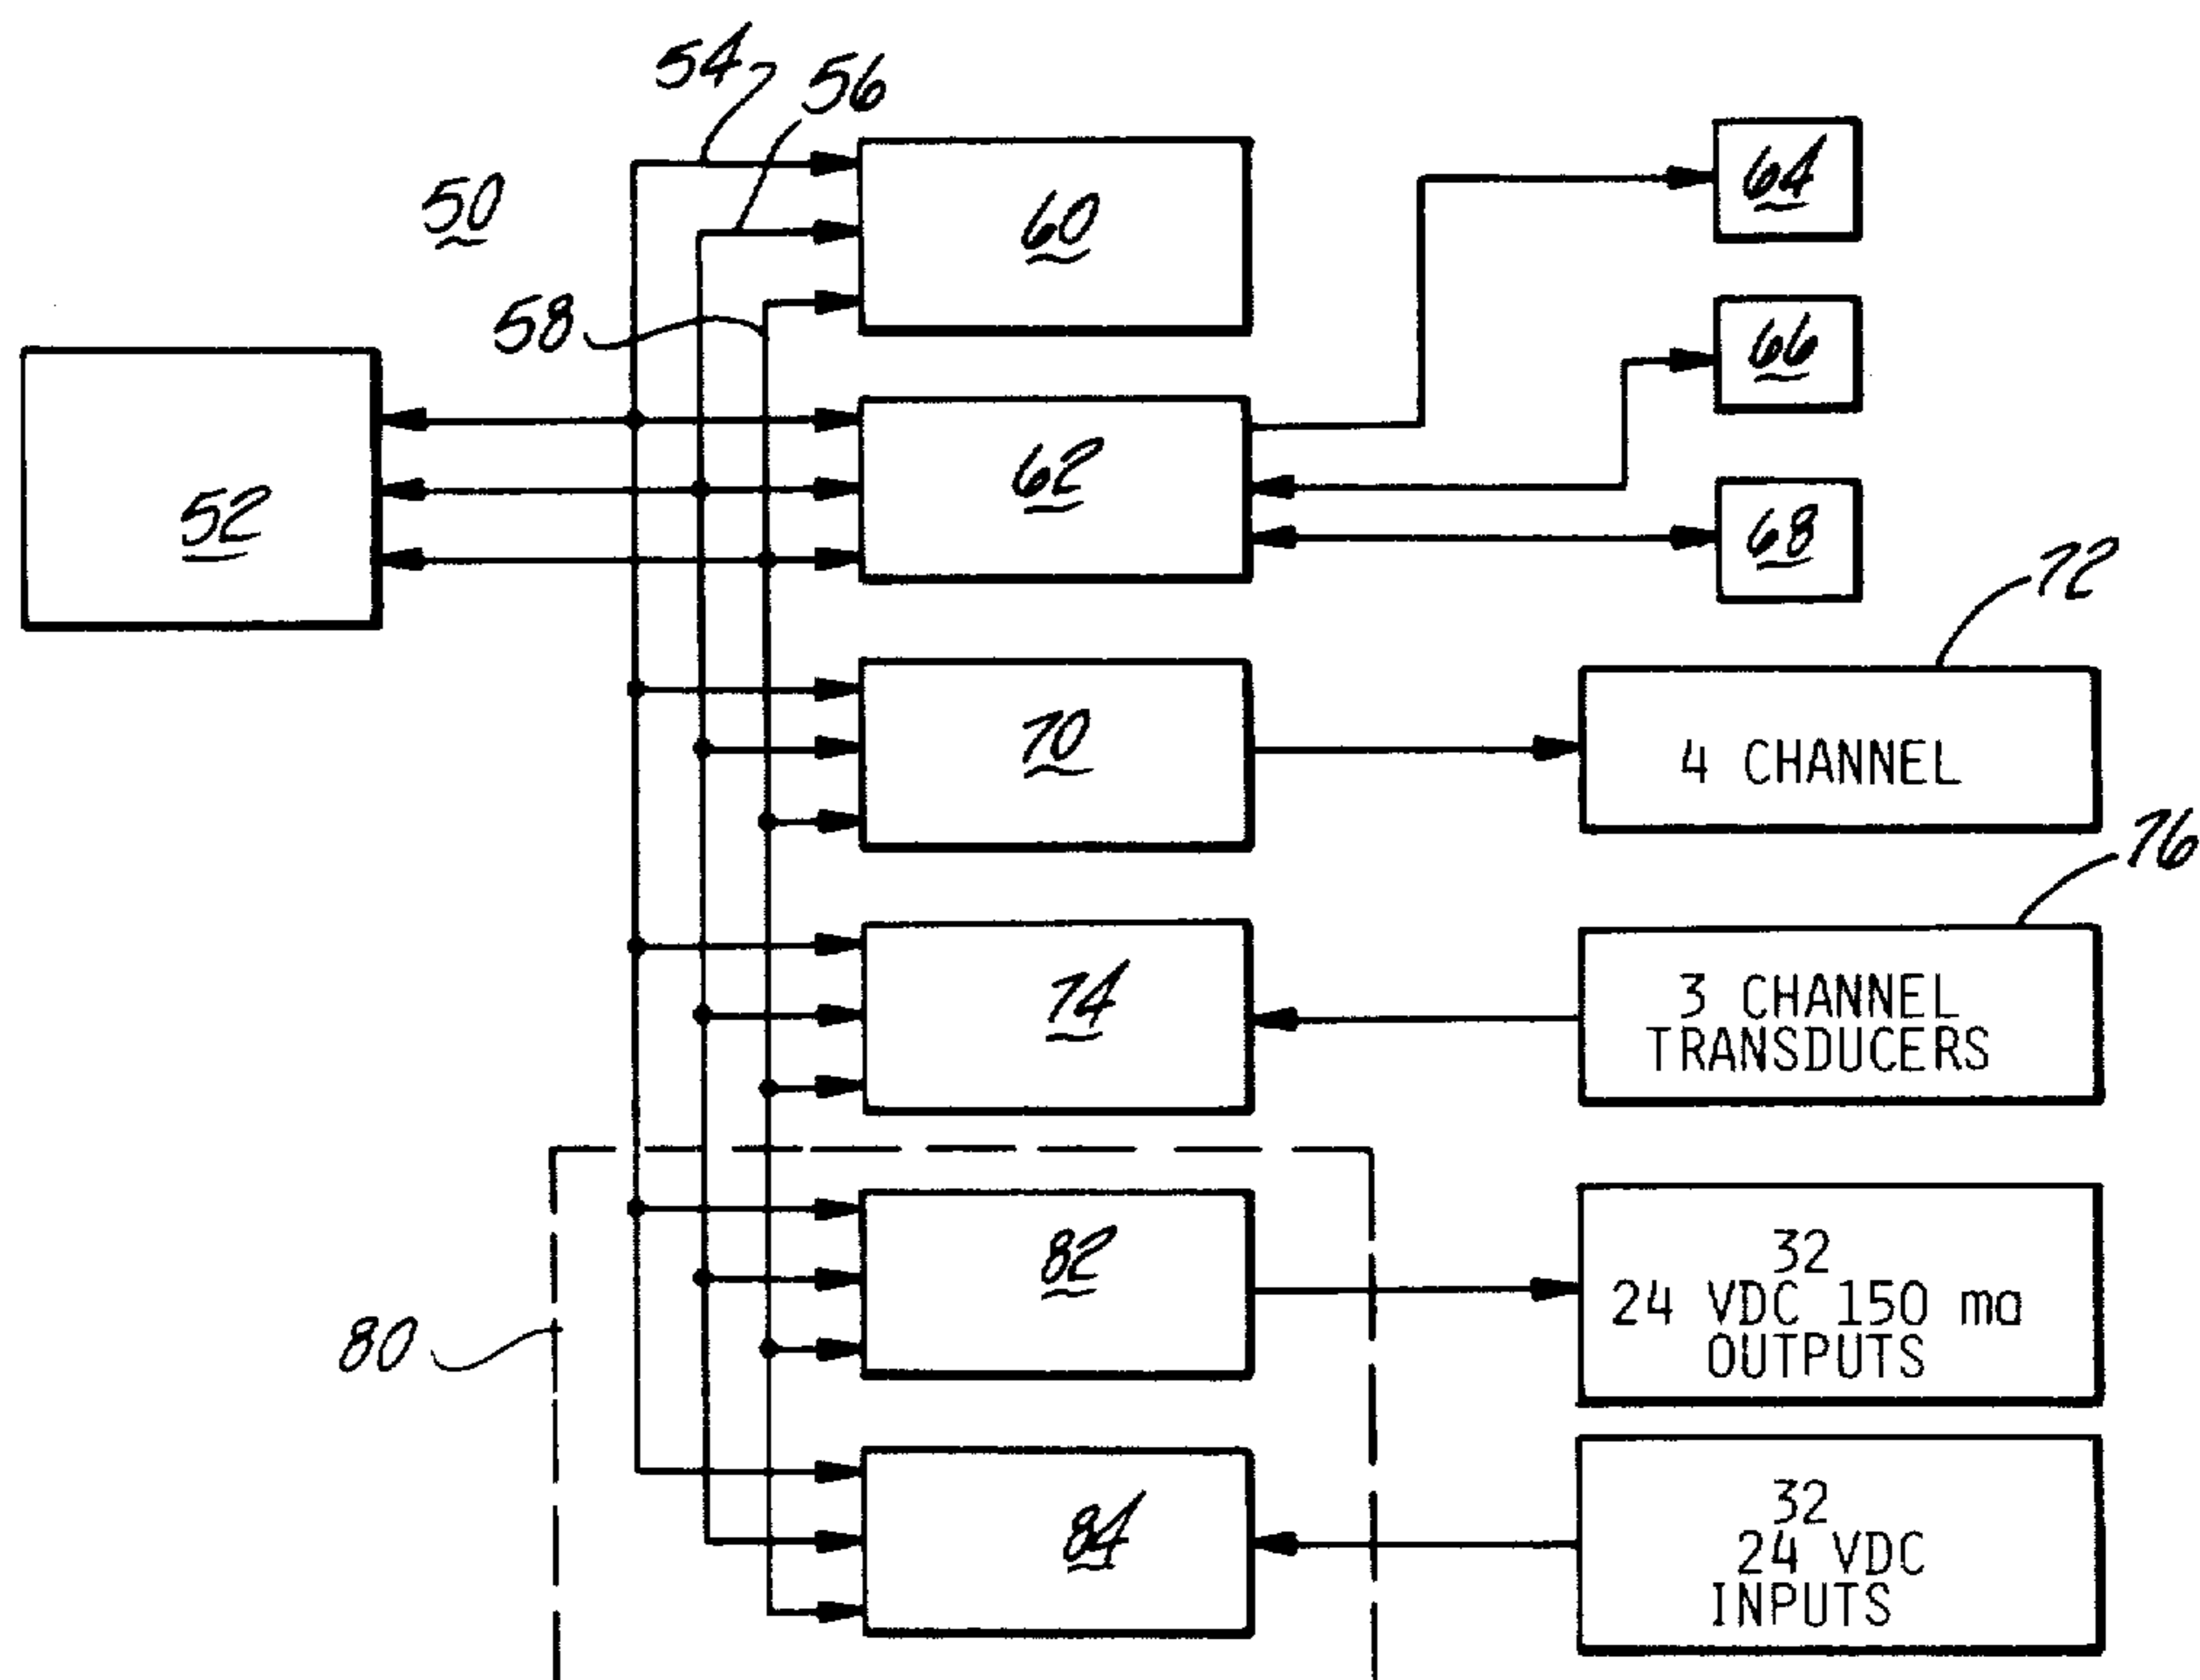 54
56
50
60
64
58
66
52
62
68
72
70
4 CHANNEL
76
74
3 CHANNEL
TRANSDUCERS
80
82
32
24 VDC 150 ma
OUTPUTS
84
32
24 VDC
INPUTS